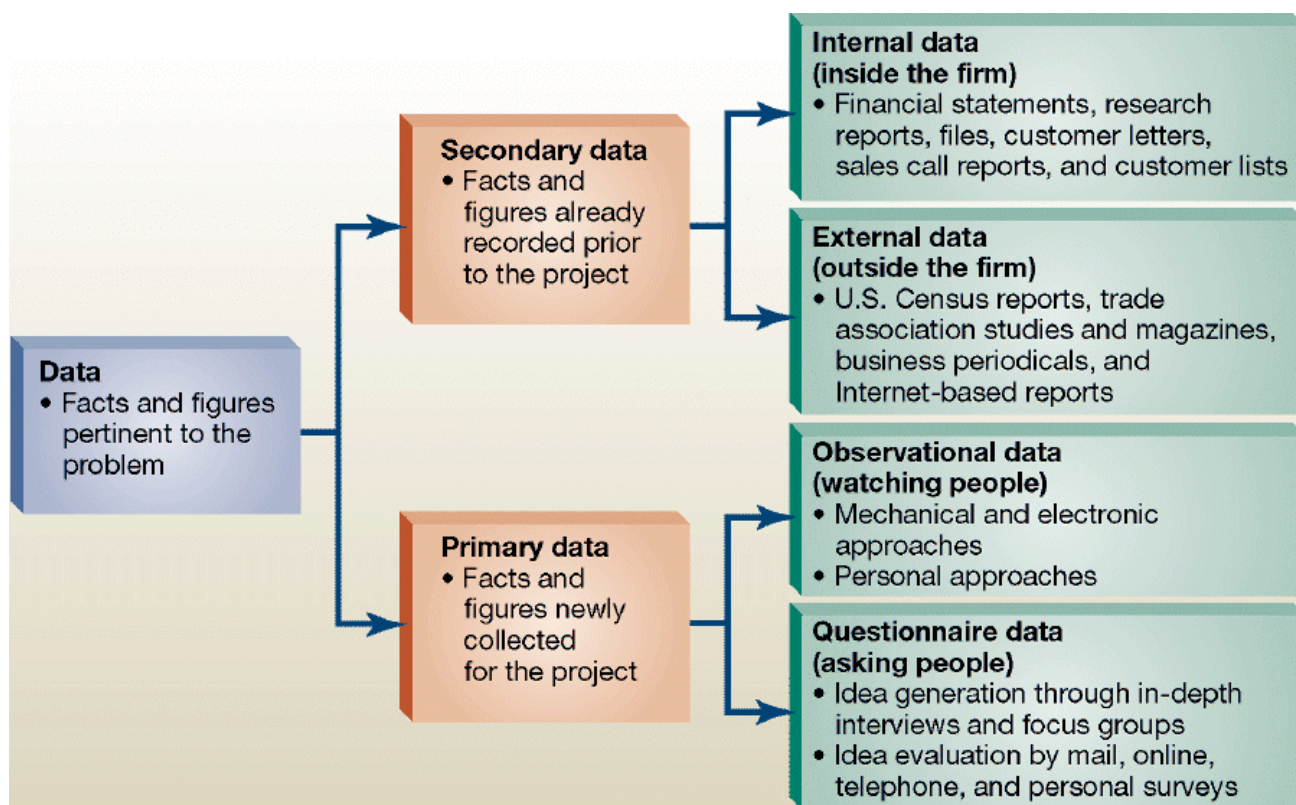 Data
• Facts and figures
pertinent to the
problem
Secondary data
• Facts and
figures already
recorded prior
to the project
Primary data
• Facts and
figures newly
collected
for the project
Internal data
(inside the firm)
• Financial statements, research
reports, files, customer letters,
sales call reports, and customer lists
External data
(outside the firm)
• U.S. Census reports, trade
association studies and magazines,
business periodicals, and
Internet-based reports
Observational data
(watching people)
• Mechanical and electronic
approaches
• Personal approaches
Questionnaire data
(asking people)
• Idea generation through in-depth
interviews and focus groups
• Idea evaluation by mail, online,
telephone, and personal surveys